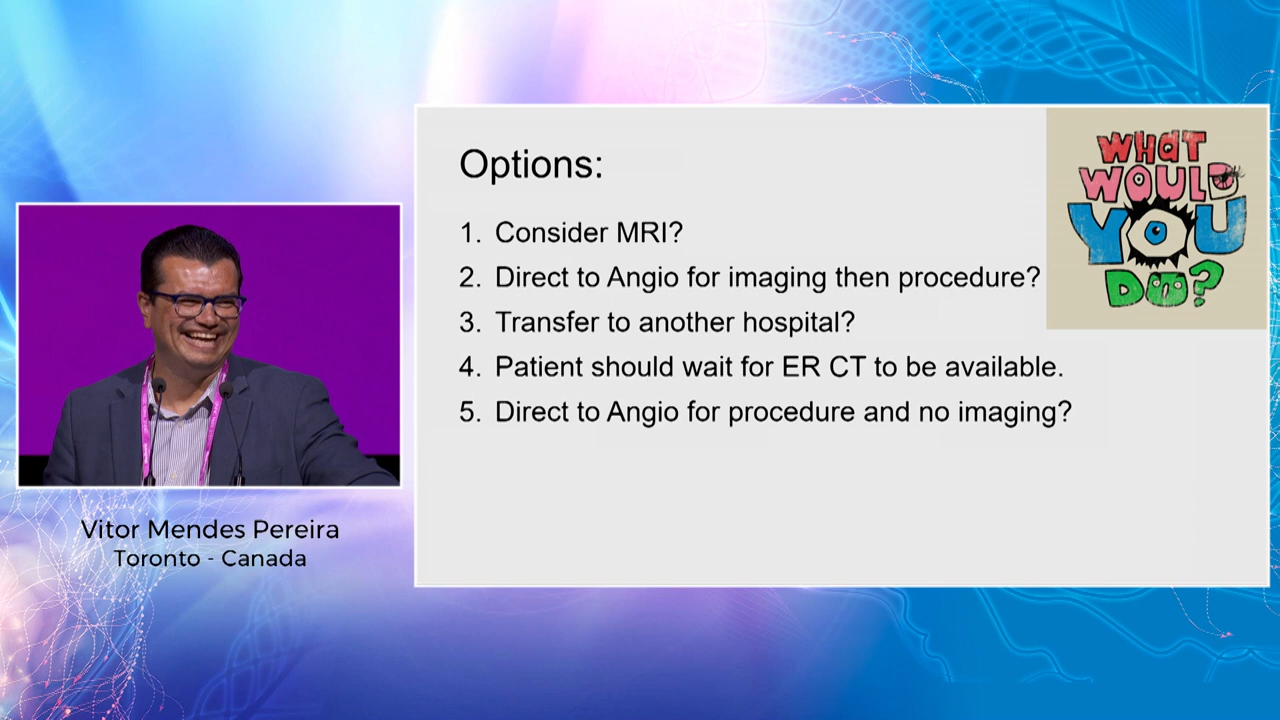 Options:
1. Consider MRI?
2. Direct to Angio for imaging then procedure?
3. Transfer to another hospital?
4. Patient should wait for ER CT to be available.
5. Direct to Angio for procedure and no imaging?
WHaT
WOULD
YOU
DO?
Vitor Mendes Pereira
Toronto - Canada